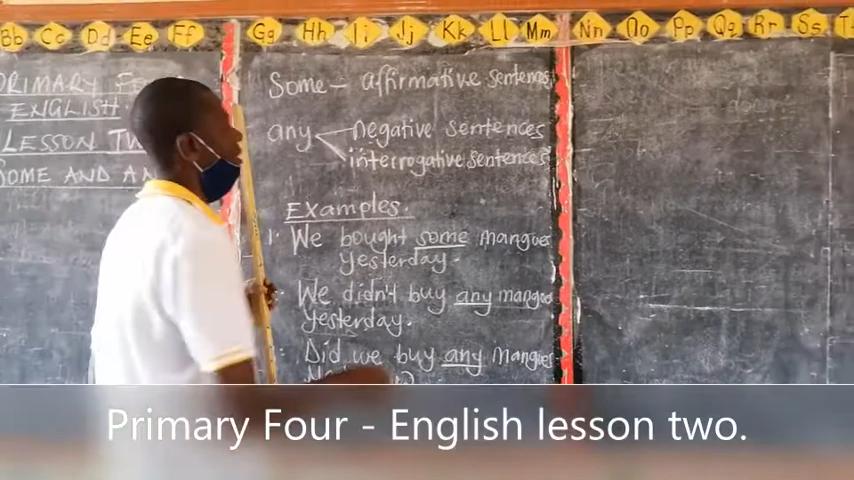 Bb Cc Dd Ee Ff Gg Hh Ii Jj Kk Ll Mm Nn Oo Pp Qq Rr Ss
PRIMARY
ENGLISH
LESSON
SOME AND
Some - affirmative sentences
any negative sentences
interrogative sentences
EXAMPLES
1. We bought some mangoes
yesterday.
We didn't buy any mangoes
yesterday.
Did we buy any mangoes
Primary Four - English lesson two.